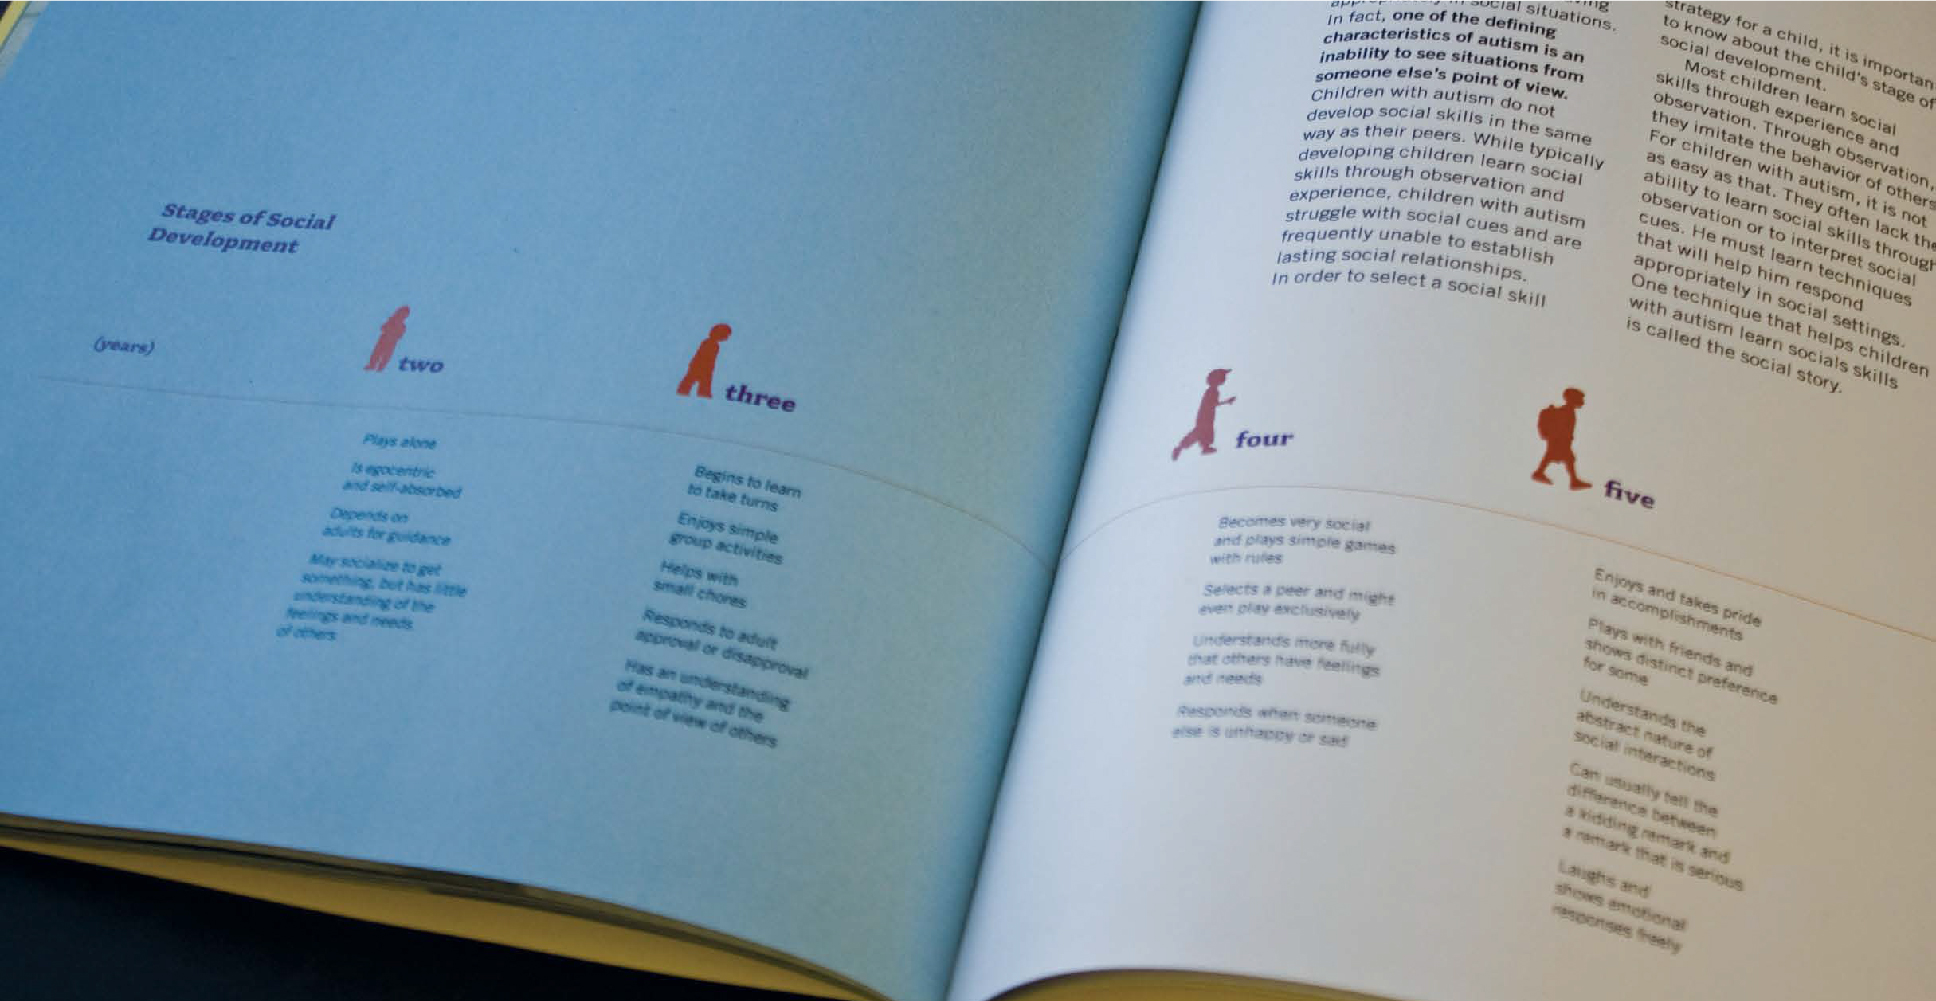 Stages of Social
Development
(years)
two
Plays alone
Is egocentric
and self-absorbed
Depends on
adults for guidance
May socialize to get
something, but has little
understanding of the
feelings and needs
of others
three
Begins to learn
to take turns
Enjoys simple
group activities
Helps with
small chores
Responds to adult
approval or disapproval
Has an understanding
of empathy and the
point of view of others
in social situations.
In fact, one of the defining
characteristics of autism is an
inability to see situations from
someone else's point of view.
Children with autism do not
develop social skills in the same
way as their peers. While typically
developing children learn social
skills through observation and
experience, children with autism
struggle with social cues and are
frequently unable to establish
lasting social relationships.
In order to select a social skill
strategy for a child, it is importan
to know about the child's stage of
social development.
Most children learn social
skills through experience and
observation. Through observation,
they imitate the behavior of others
For children with autism, it is not
as easy as that. They often lack the
ability to learn social skills through
observation or to interpret social
cues. He must learn techniques
that will help him respond
appropriately in social settings.
One technique that helps children
with autism learn socials skills
is called the social story.
four
Becomes very social
and plays simple games
with rules
Selects a peer and might
even play exclusively
Understands more fully
that others have feelings
and needs
Responds when someone
else is unhappy or sad
five
Enjoys and takes pride
in accomplishments
Plays with friends and
shows distinct preference
for some
Understands the
abstract nature of
social interactions
Can usually tell the
difference between
a kidding remark and
a remark that is serious
Laughs and
shows emotional
responses freely